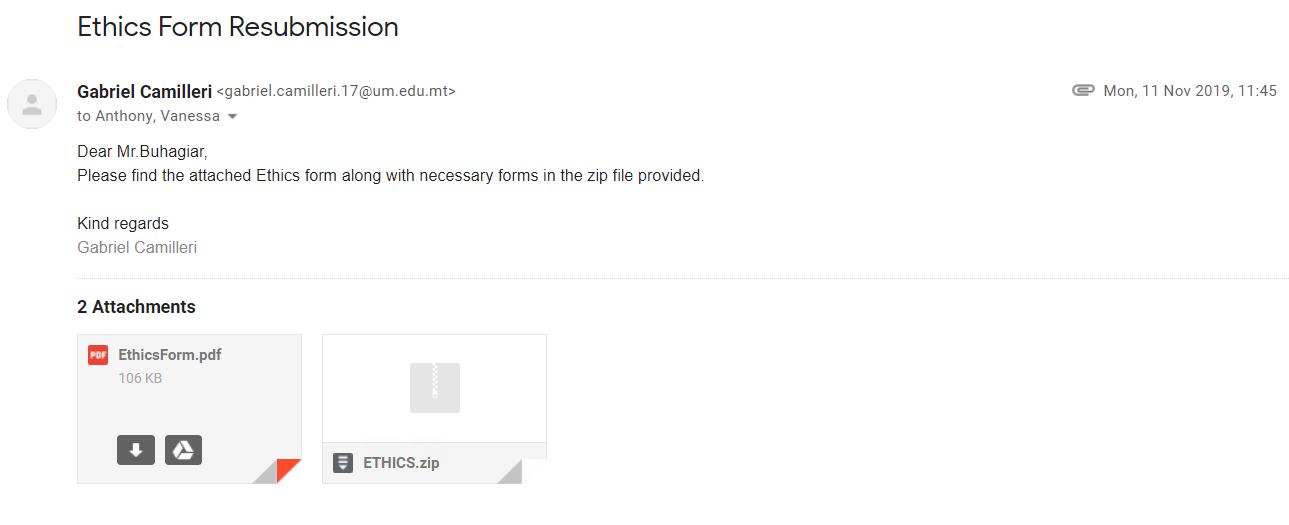 Ethics Form Resubmission
Gabriel Camilleri <gabriel.camilleri.17@um.edu.mt>
Mon, 11 Nov 2019, 11:45
to Anthony, Vanessa
Dear Mr.Buhagiar,
Please find the attached Ethics form along with necessary forms in the zip file provided.
Kind regards
Gabriel Camilleri
2 Attachments
PDF EthicsForm.pdf
106 KB
ETHICS.zip